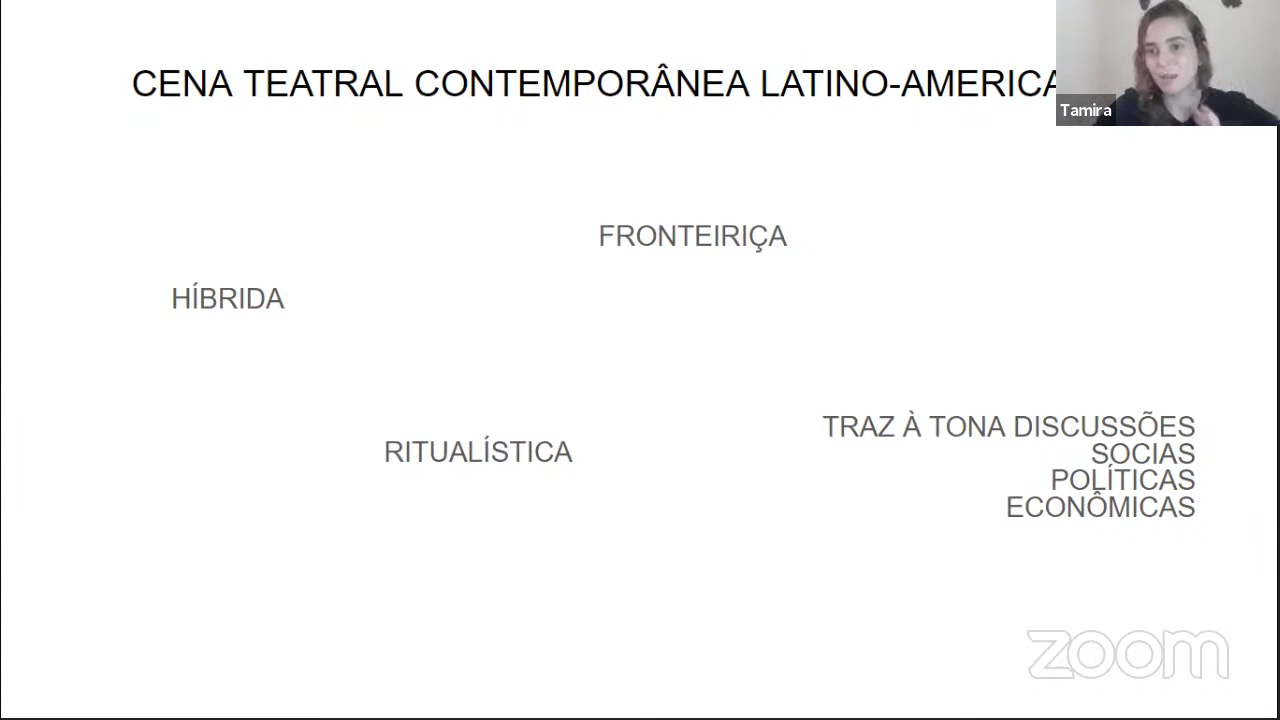 CENA TEATRAL CONTEMPORÂNEA LATINO-AMERICA
Tamira
FRONTEIRIÇA
HÍBRIDA
TRAZ À TONA DISCUSSÕES
RITUALÍSTICA
SOCIAS
POLÍTICAS
ECONÔMICAS
zoom